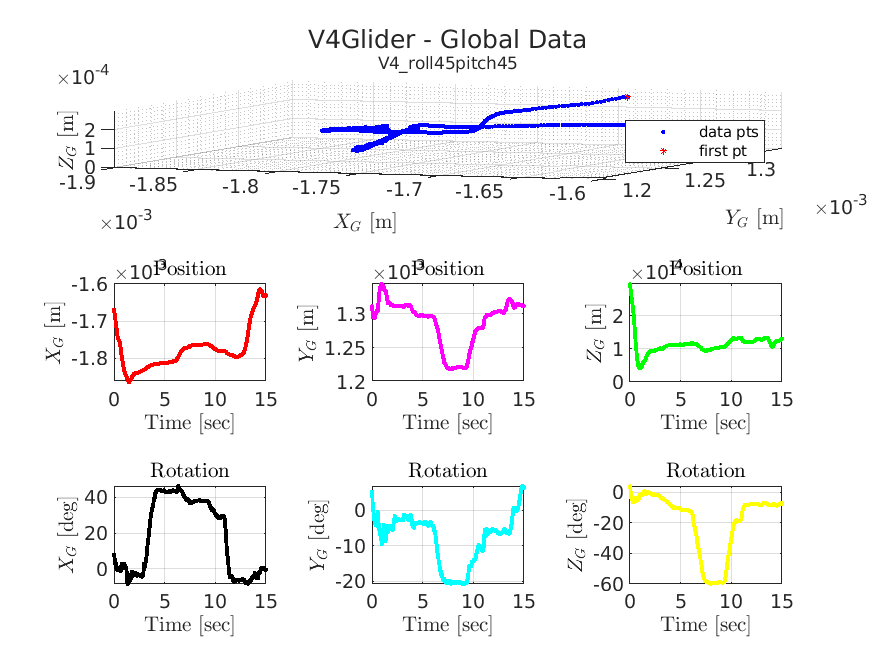 V4Glider - Global Data
V4_roll45pitch45
×10⁻⁴
Z_G [m]
2
1
0
-1.9 -1.85 -1.8 -1.75 -1.7 -1.65 -1.6 1.2 1.25 1.3
data pts
first pt
×10⁻³ X_G [m] Y_G [m] ×10⁻³
×10⁻³ Position
X_G [m]
-1.6
-1.7
-1.8
0 5 10 15
Time [sec]
×10⁻³ Position
Y_G [m]
1.3
1.25
1.2
0 5 10 15
Time [sec]
×10⁻⁴ Position
Z_G [m]
2
1
0
0 5 10 15
Time [sec]
Rotation
X_G [deg]
40
20
0
0 5 10 15
Time [sec]
Rotation
Y_G [deg]
0
-10
-20
0 5 10 15
Time [sec]
Rotation
Z_G [deg]
0
-20
-40
-60
0 5 10 15
Time [sec]